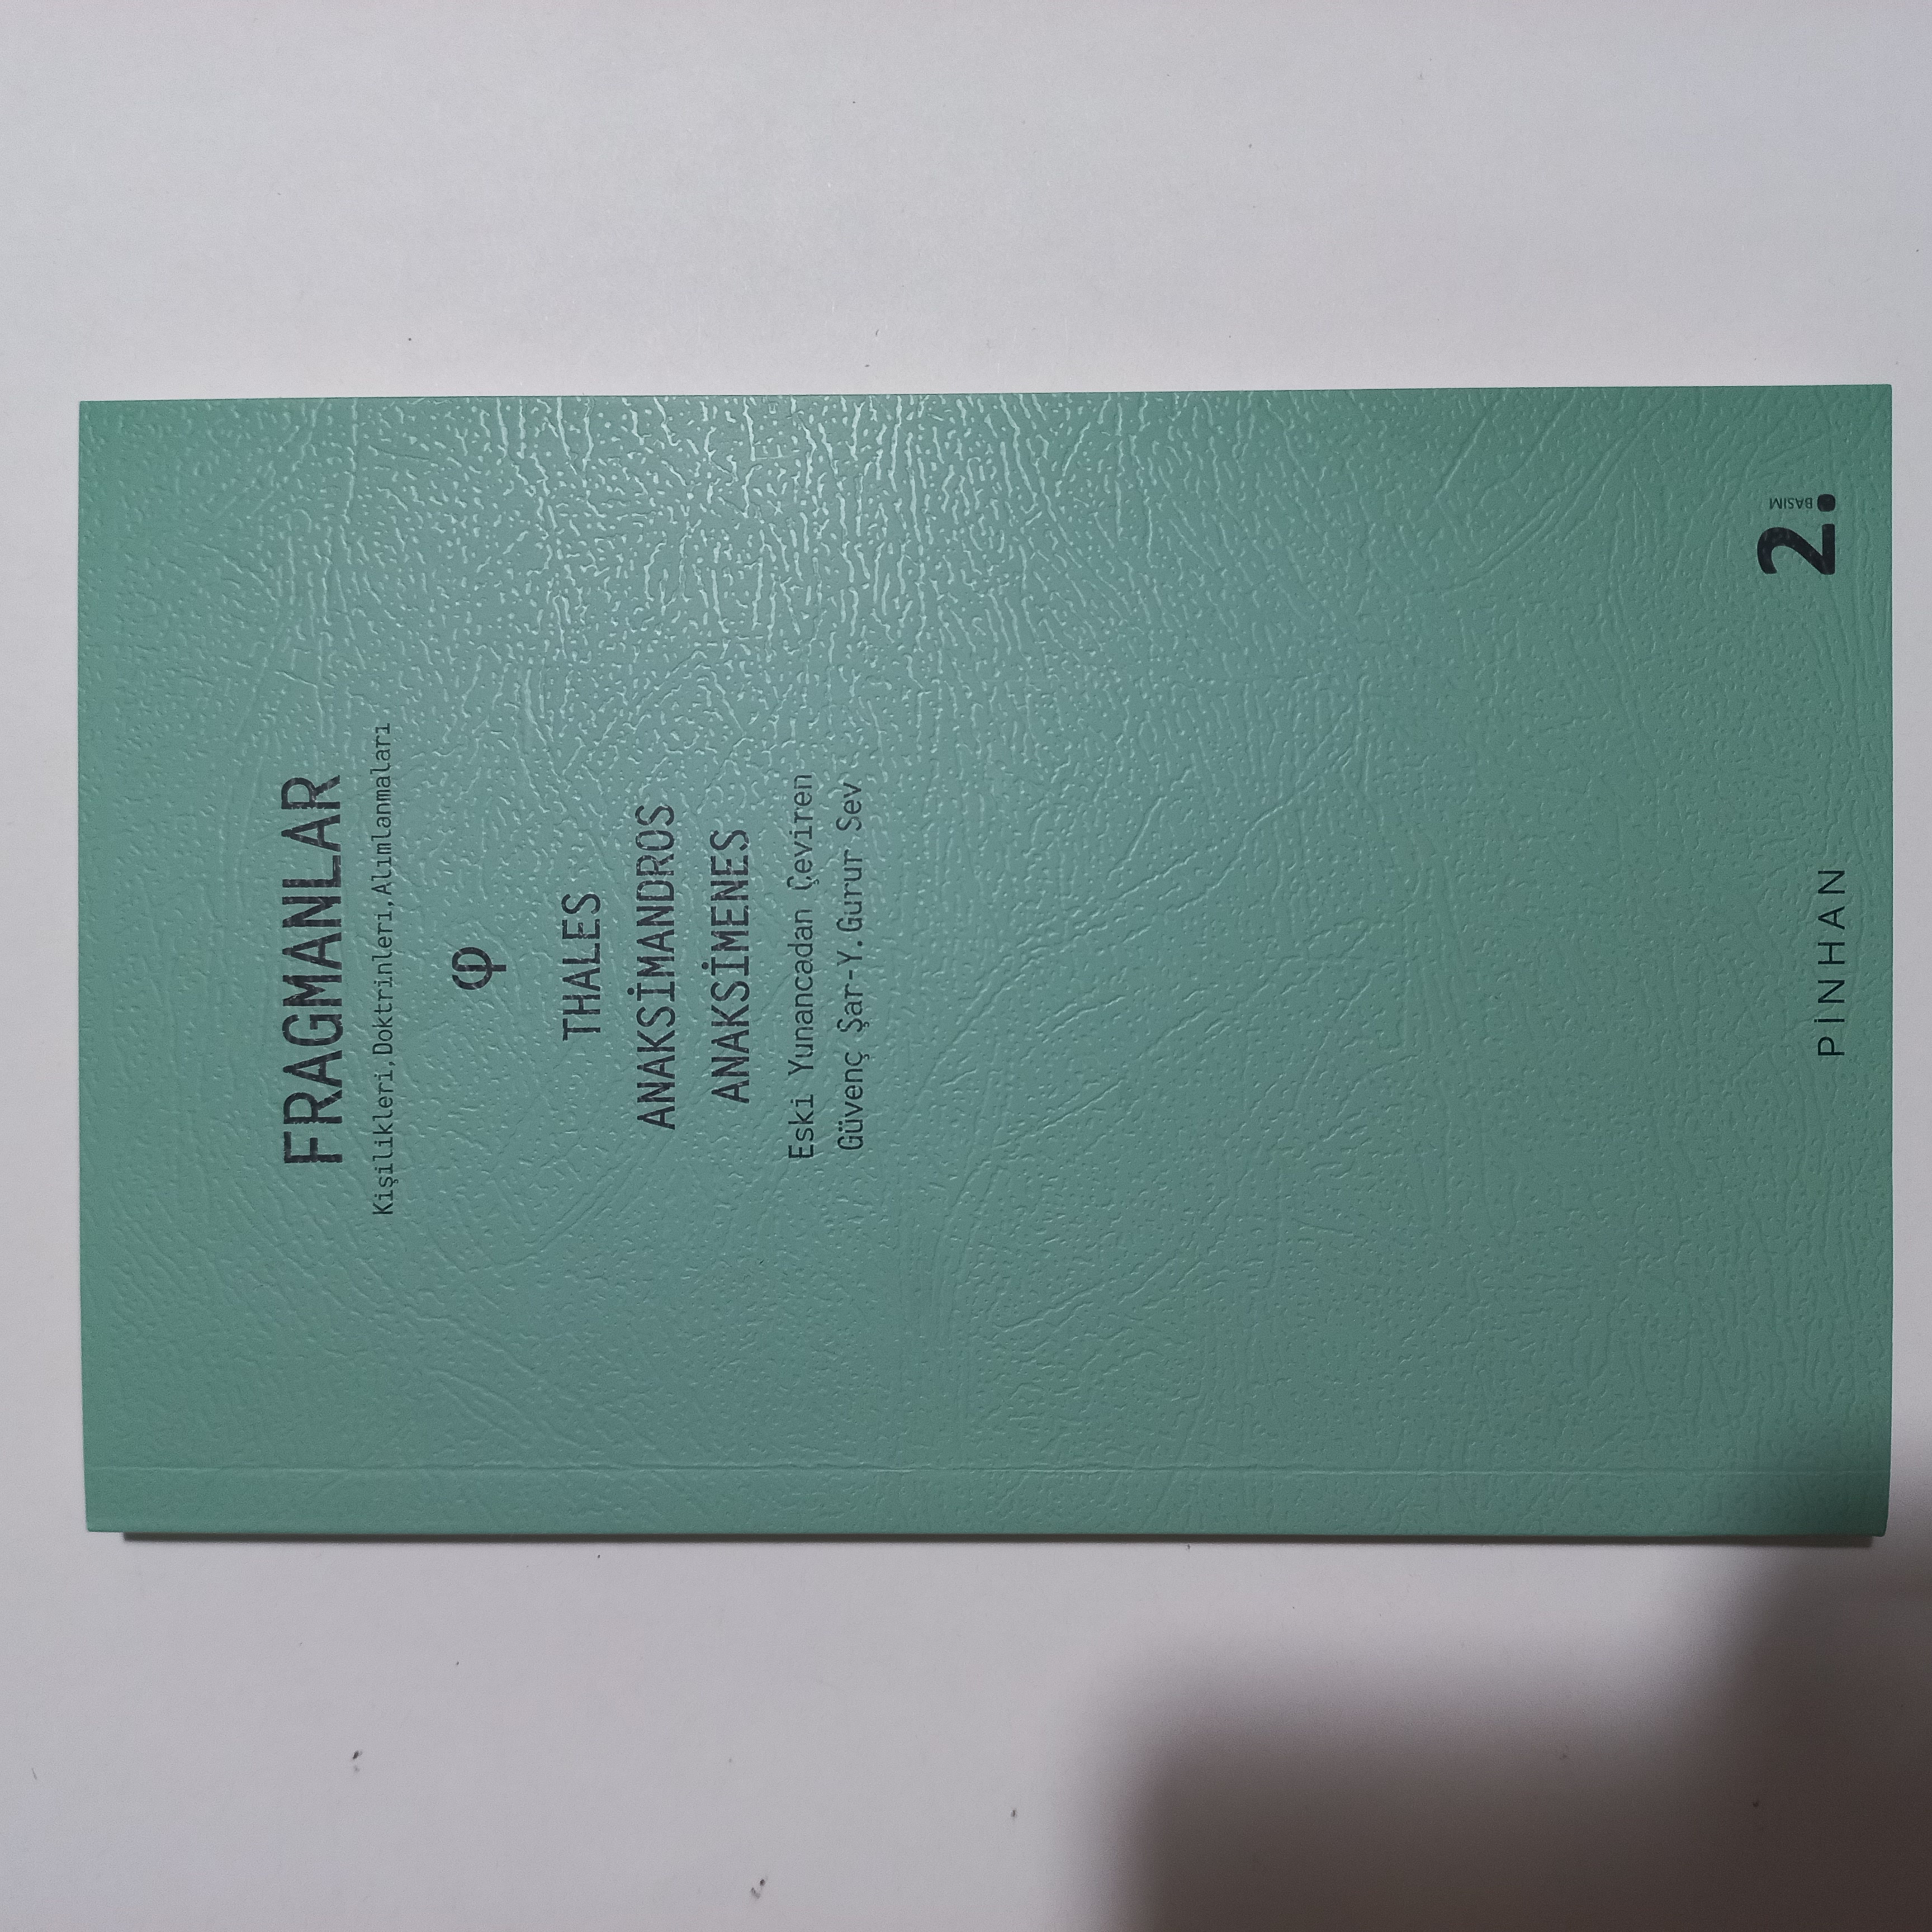 FRAGMANLAR
Kişilikleri,Doktrinleri,Alımlanmaları
φ
THALES
ANAKSİMANDROS
ANAKSİMENES
Eski Yunancadan Çeviren
Güvenç Şar-Y.Gurur Sev
PİNHAN
2.
BASIM